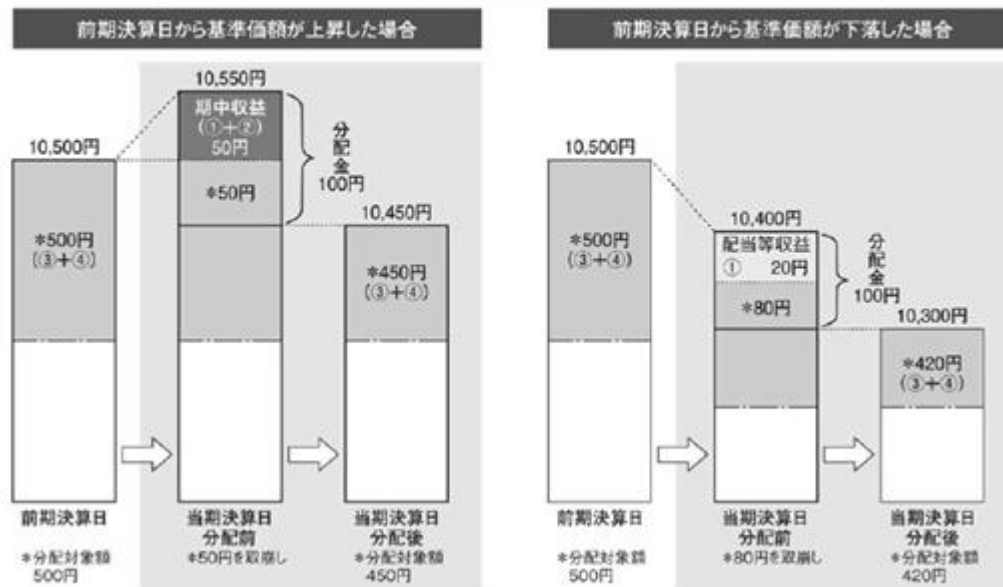 前期決算日から基準価額が上昇した場合
10,550円
期中収益
(①+②)
50円
10,500円
*50円
分配金
100円
10,450円
*500円
(③+④)
*450円
(③+④)
前期決算日
当期決算日
分配前
当期決算日
分配後
*分配対象額
500円
*50円を取崩し
*分配対象額
450円
前期決算日から基準価額が下落した場合
10,500円
10,400円
配当等収益
① 20円
*80円
分配金
100円
10,300円
*500円
(③+④)
*420円
(③+④)
前期決算日
当期決算日
分配前
当期決算日
分配後
*分配対象額
500円
*80円を取崩し
*分配対象額
420円